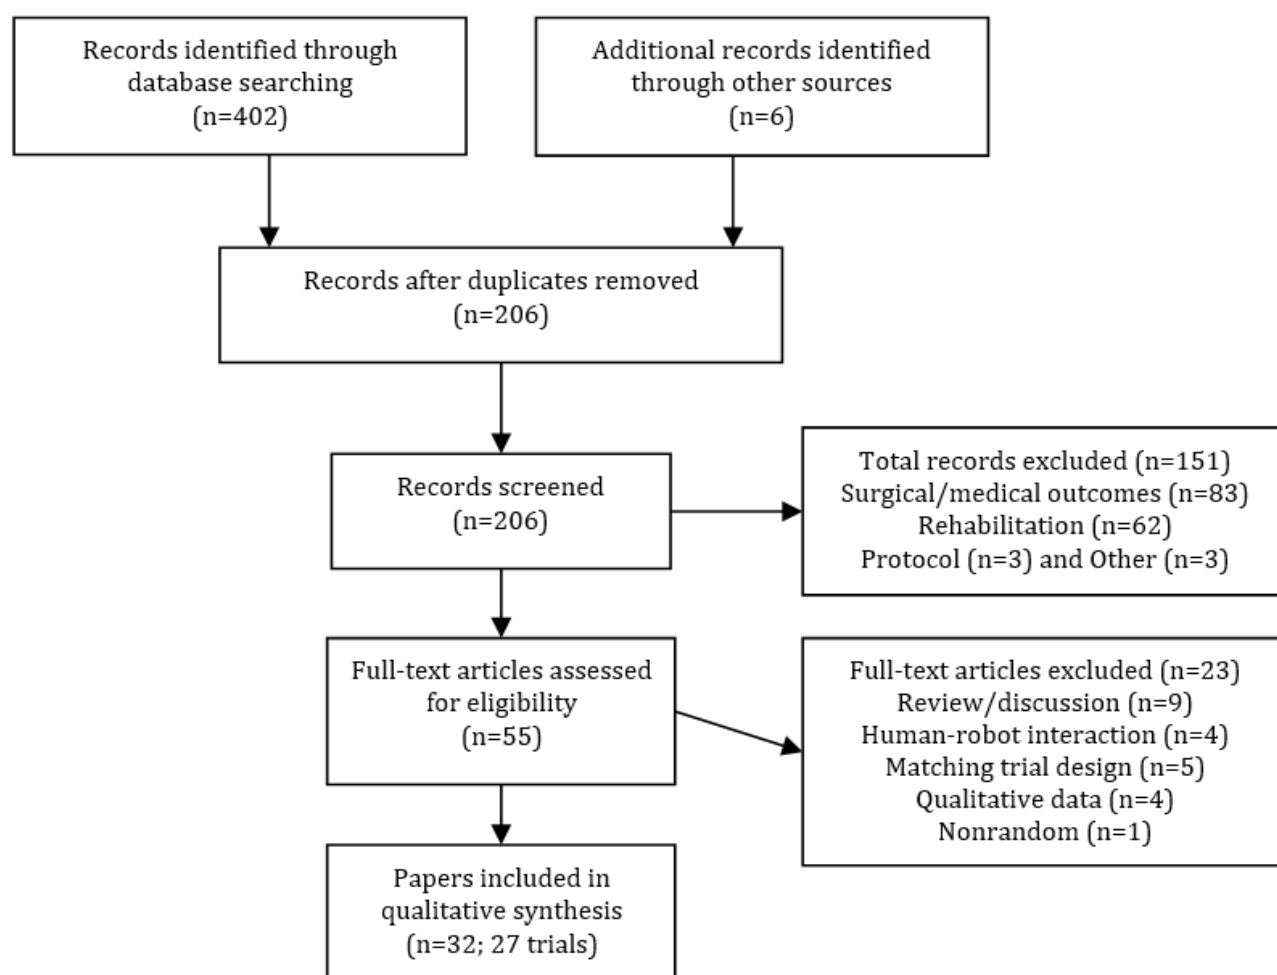 Records identified through
database searching
(n=402)
Additional records identified
through other sources
(n=6)
Records after duplicates removed
(n=206)
Records screened
(n=206)
Total records excluded (n=151)
Surgical/medical outcomes (n=83)
Rehabilitation (n=62)
Protocol (n=3) and Other (n=3)
Full-text articles assessed
for eligibility
(n=55)
Full-text articles excluded (n=23)
Review/discussion (n=9)
Human-robot interaction (n=4)
Matching trial design (n=5)
Qualitative data (n=4)
Nonrandom (n=1)
Papers included in
qualitative synthesis
(n=32; 27 trials)